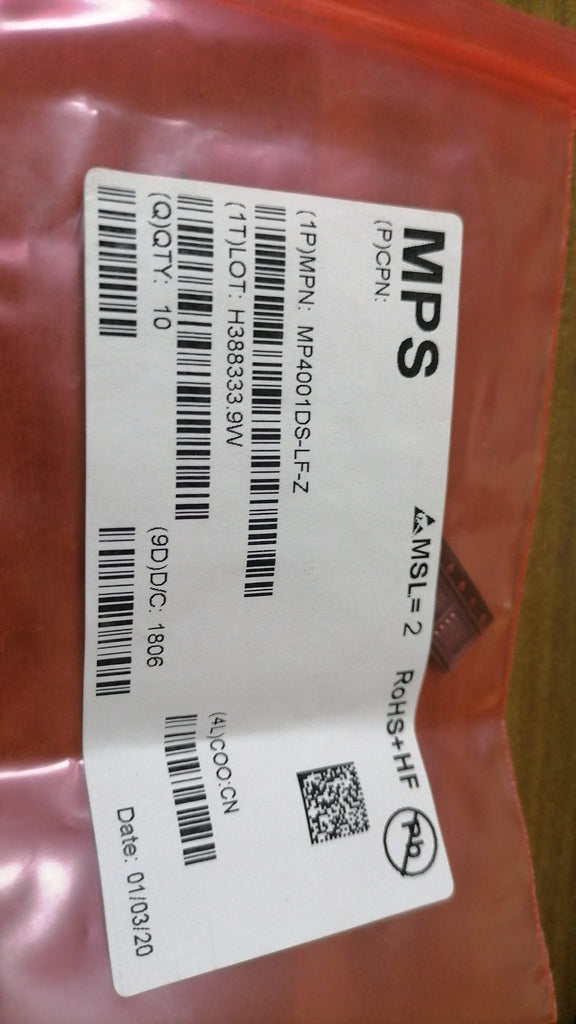 MPS
MSL= 2 RoHS+HF Pb
(P)CPN:
(1P)MPN: MP4001DS-LF-Z
(1T)LOT: H388333.9W
(4L)COO:CN
(Q)QTY: 10
(9D)D/C: 1806
Date: 01/03/20